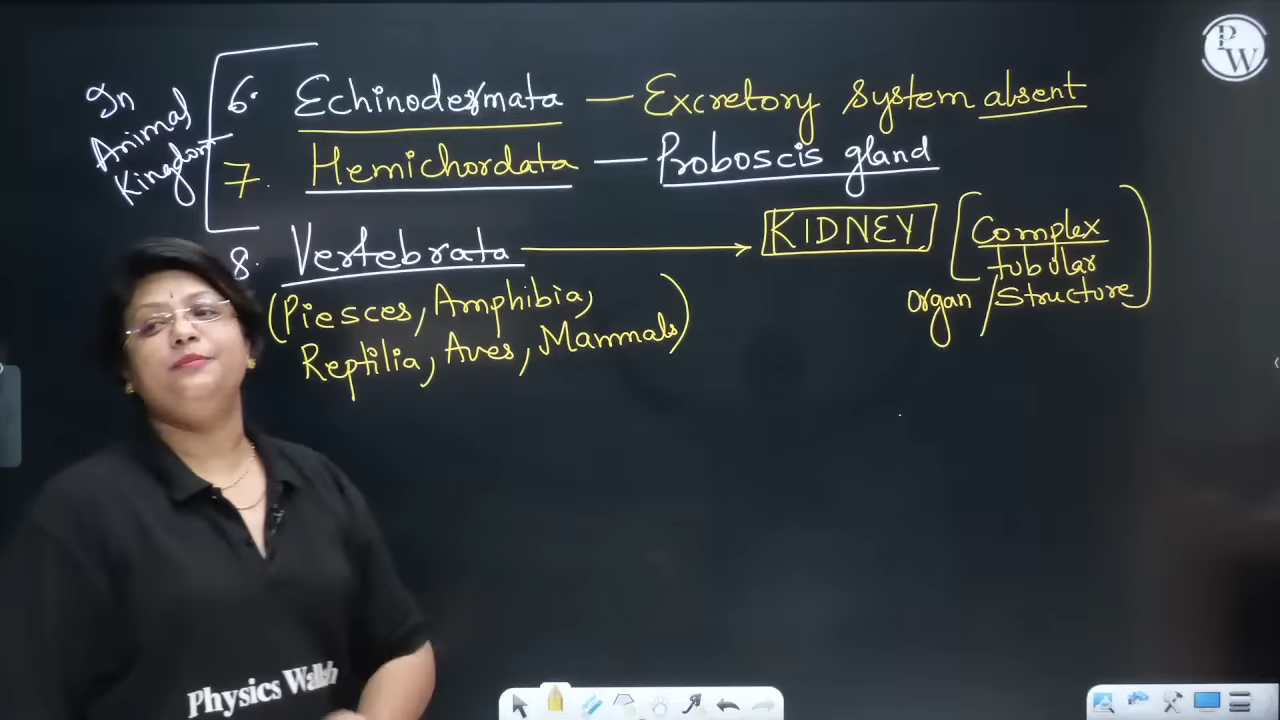 In Animal Kingdom
6. Echinodermata — Excretory system absent
7. Hemichordata — Proboscis gland
8. Vertebrata → KIDNEY [Complex tubular organ/Structure]
(Piesces, Amphibia,
Reptilia, Aves, Mammals)
Physics Wallah
PW